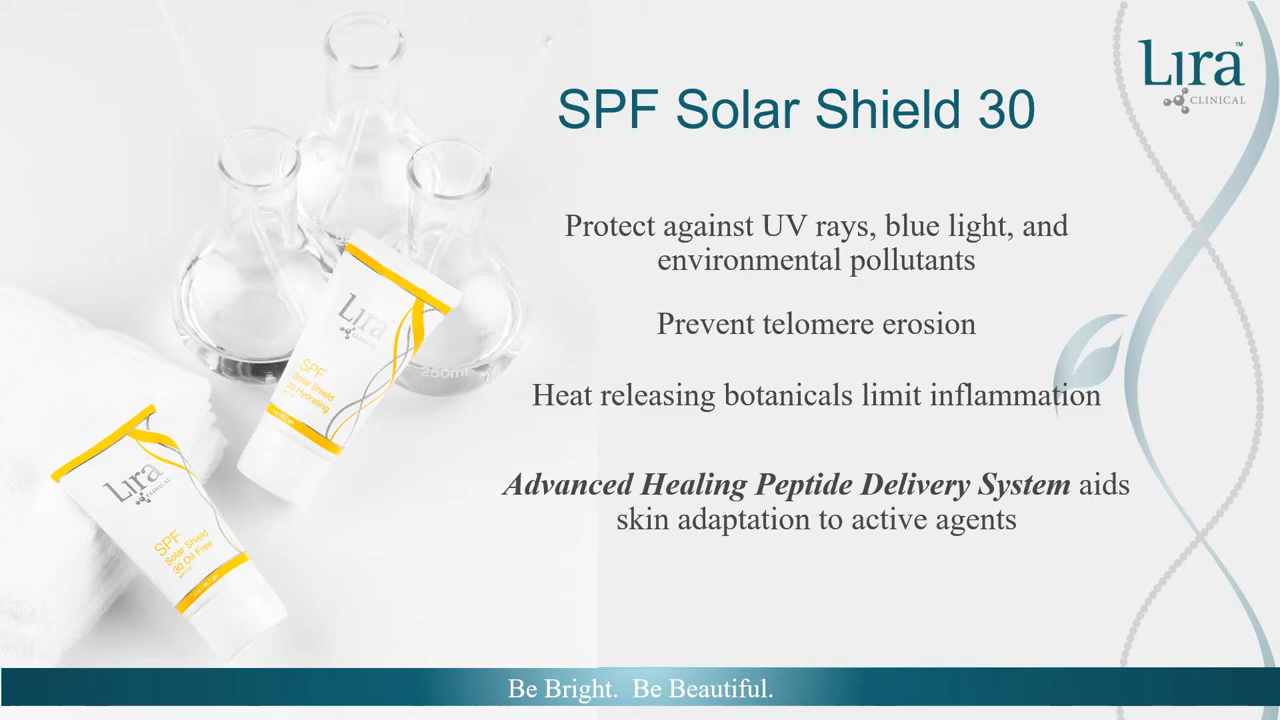 Lira™
CLINICAL
SPF Solar Shield 30
Protect against UV rays, blue light, and
environmental pollutants
Prevent telomere erosion
Heat releasing botanicals limit inflammation
Advanced Healing Peptide Delivery System aids
skin adaptation to active agents
250ml
Lira
SPF
Solar Shield
30 Hydrating
Lira
CLINICAL
SPF
Solar Shield
30 Oil Free
Be Bright.  Be Beautiful.